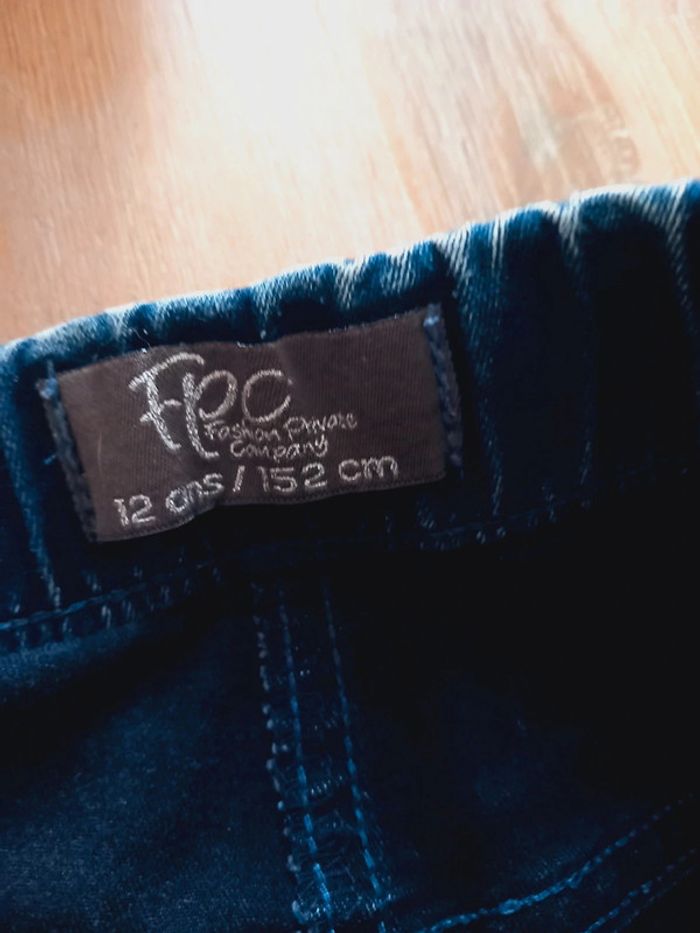 Fpc
Fashion Private
Company
12 ans / 152 cm